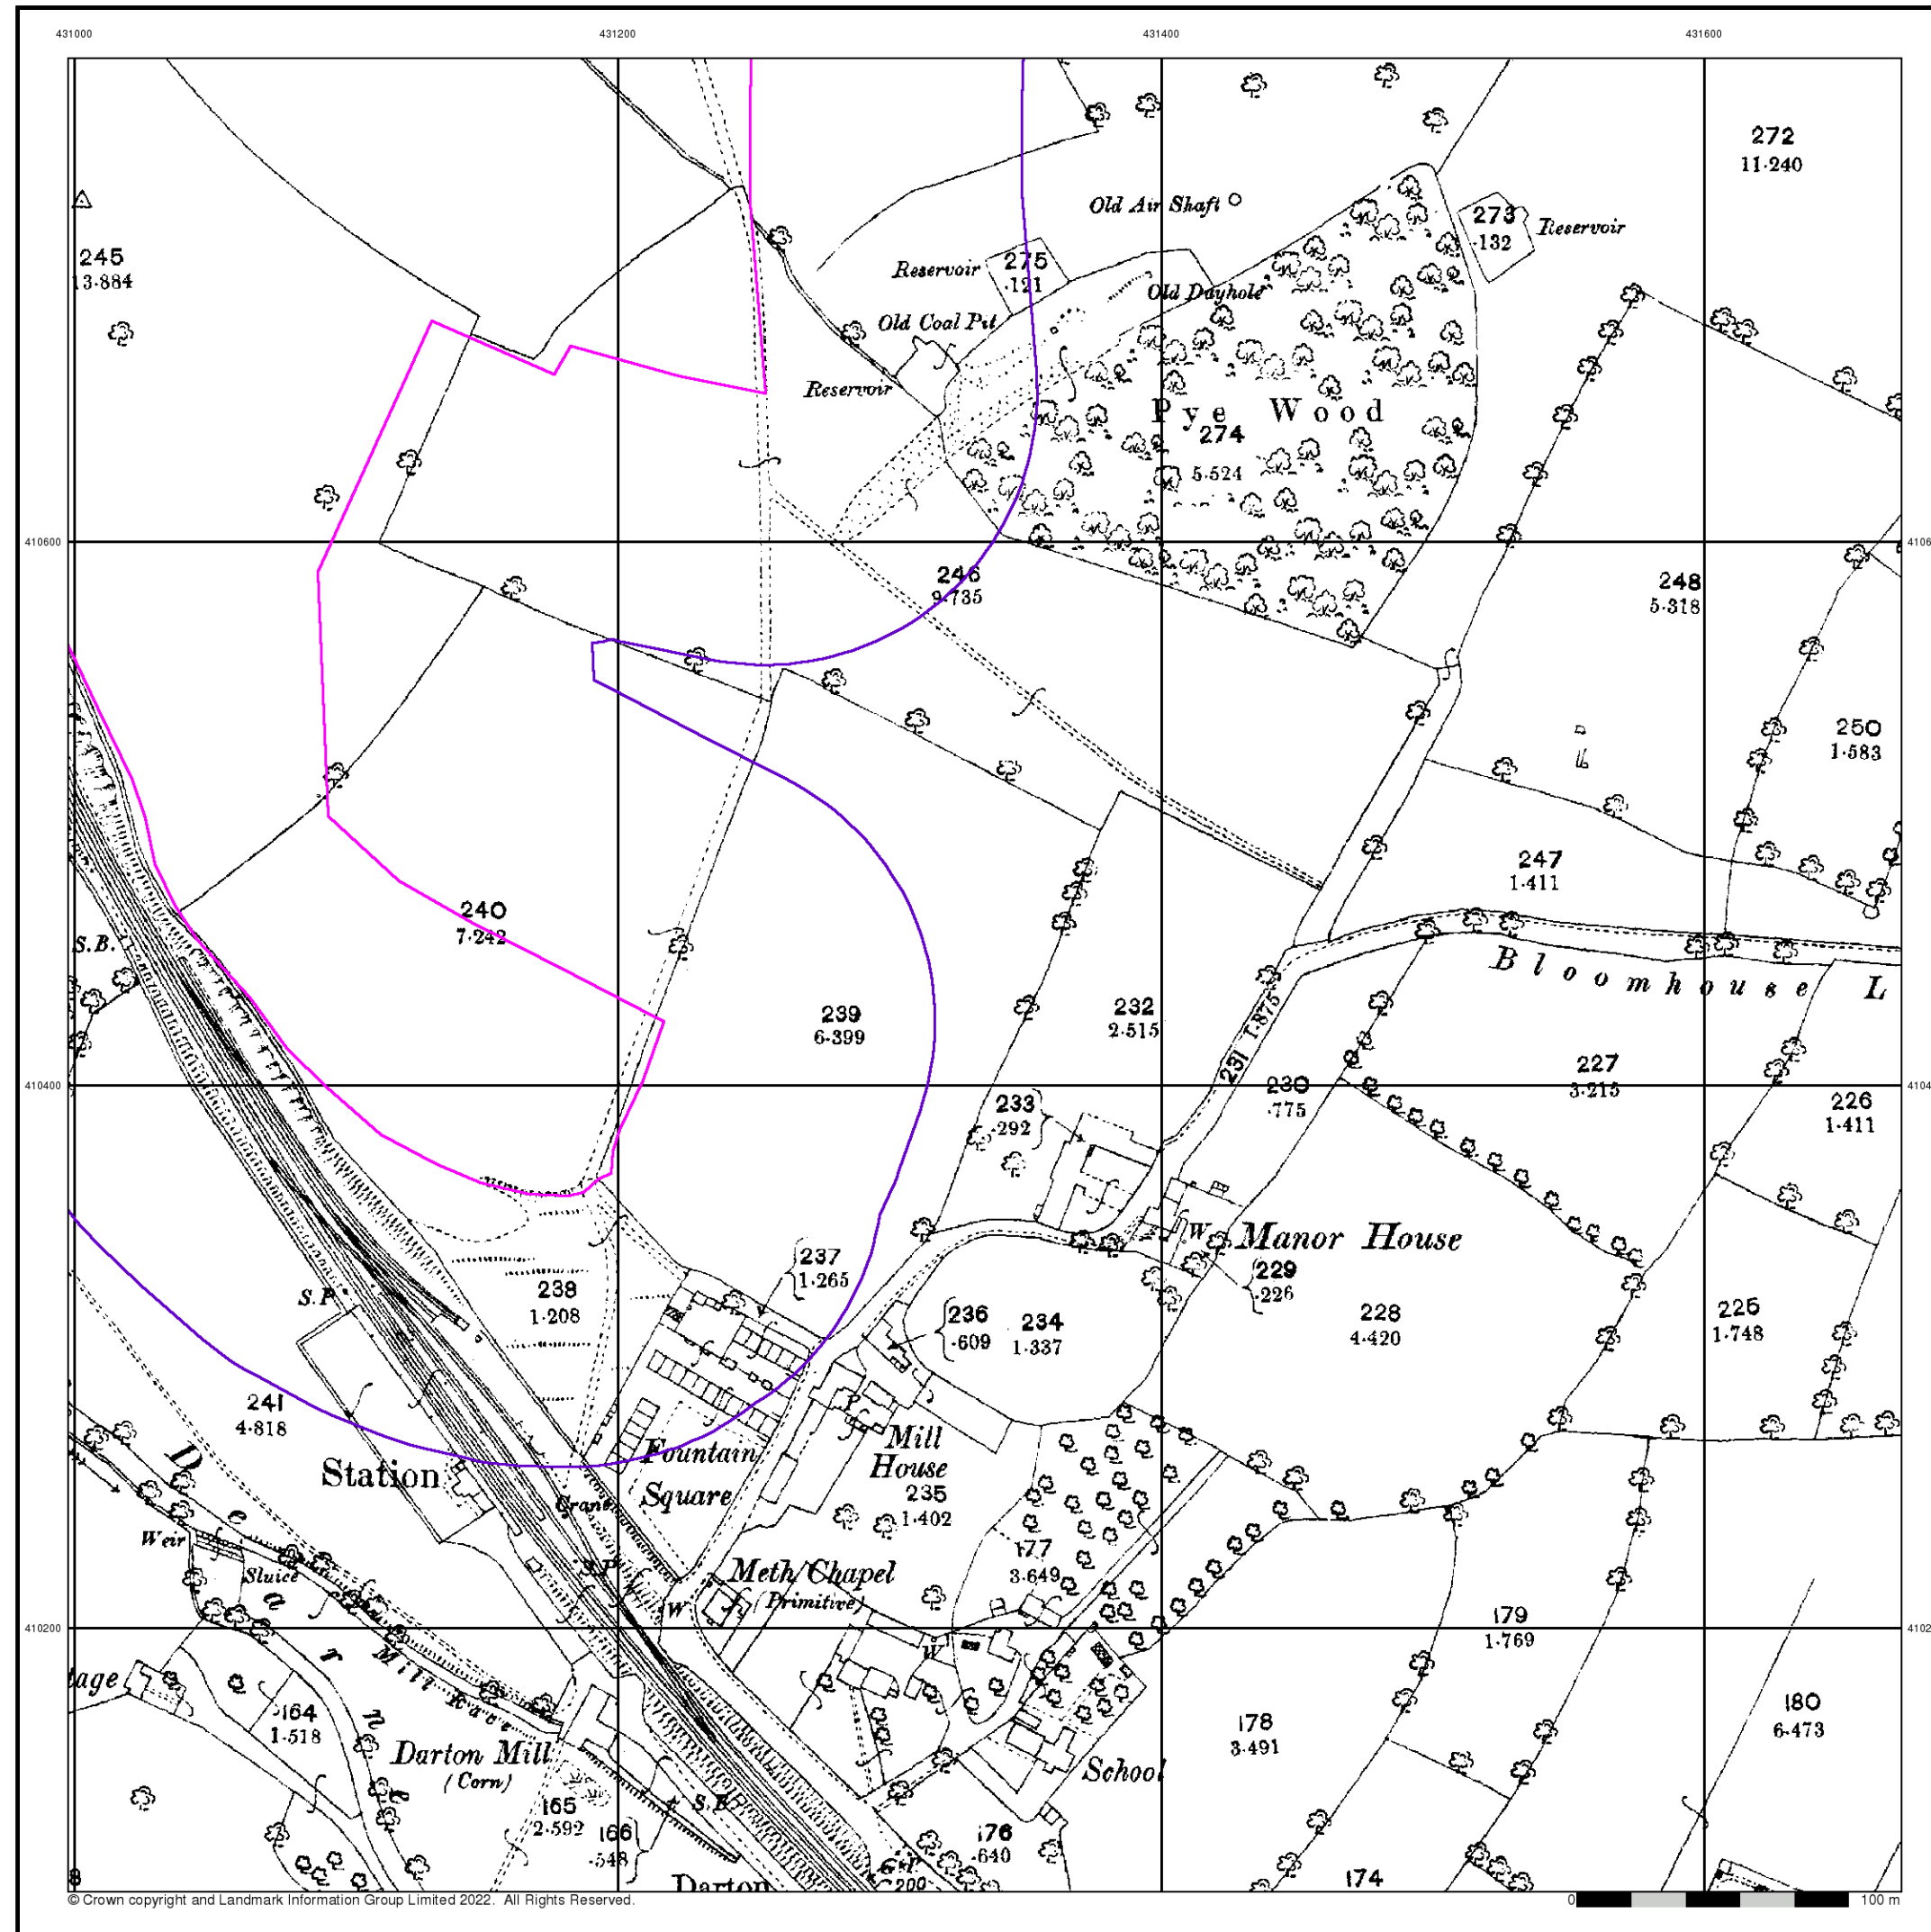 431000 431200 431400 431600
272
11·240
Old Air Shaft
273
·132
Reservoir
245
13·884
Reservoir
275
·121
Old Dayhole
Old Coal Pit
Reservoir
Pye Wood
274
5·524
410600
246
9·735
248
5·318
250
1·583
247
1·411
240
7·242
S.B.
Bloomhouse L
239
6·399
232
2·515
231 1·875
227
3·215
410400
230
·775
233
·292
226
1·411
W
Manor House
237
1·265
229
·226
238
1·208
S.P
236
·609
234
1·337
228
4·420
225
1·748
241
4·818
Station
Fountain
Square
Mill
House
235
1·402
Crane
Weir
Sluice
S.P
Meth. Chapel
(Primitive)
177
3·649
W
179
1·769
410200
W
Dearne
Mill Race
tage
164
1·518
178
3·491
180
6·473
Darton Mill
(Corn)
School
165
2·592
166
·548
S.B
176
·640
174
Darton
G.P.
200
© Crown copyright and Landmark Information Group Limited 2022. All Rights Reserved.
0 100 m